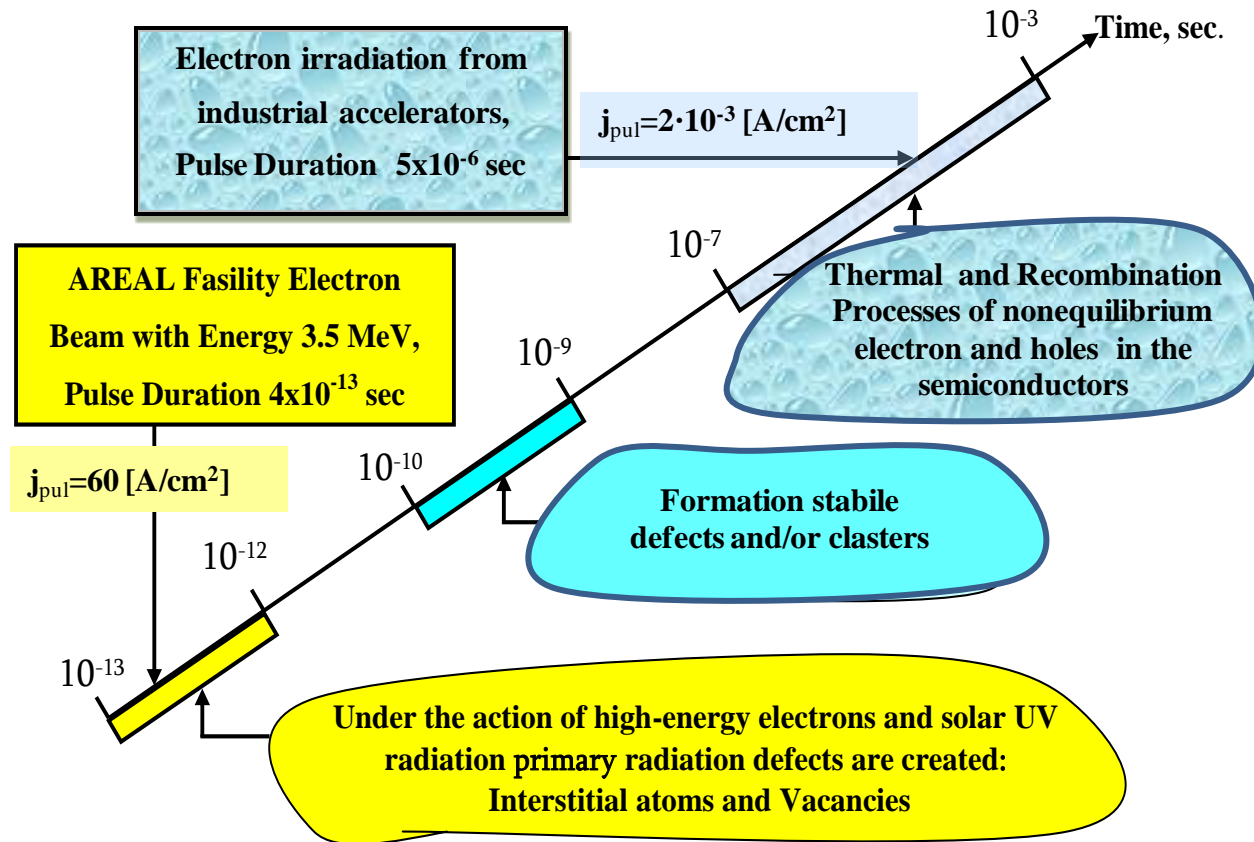 10⁻³
Time, sec.
Electron irradiation from
industrial accelerators,
Pulse Duration 5x10⁻⁶ sec
jₚᵤₗ=2·10⁻³ [A/cm²]
10⁻⁷
AREAL Fasility Electron
Beam with Energy 3.5 MeV,
Pulse Duration 4x10⁻¹³ sec
Thermal and Recombination
Processes of nonequilibrium
electron and holes in the
semiconductors
10⁻⁹
jₚᵤₗ=60 [A/cm²]
10⁻¹⁰
Formation stabile
defects and/or clasters
10⁻¹²
10⁻¹³
Under the action of high-energy electrons and solar UV
radiation primary radiation defects are created:
Interstitial atoms and Vacancies